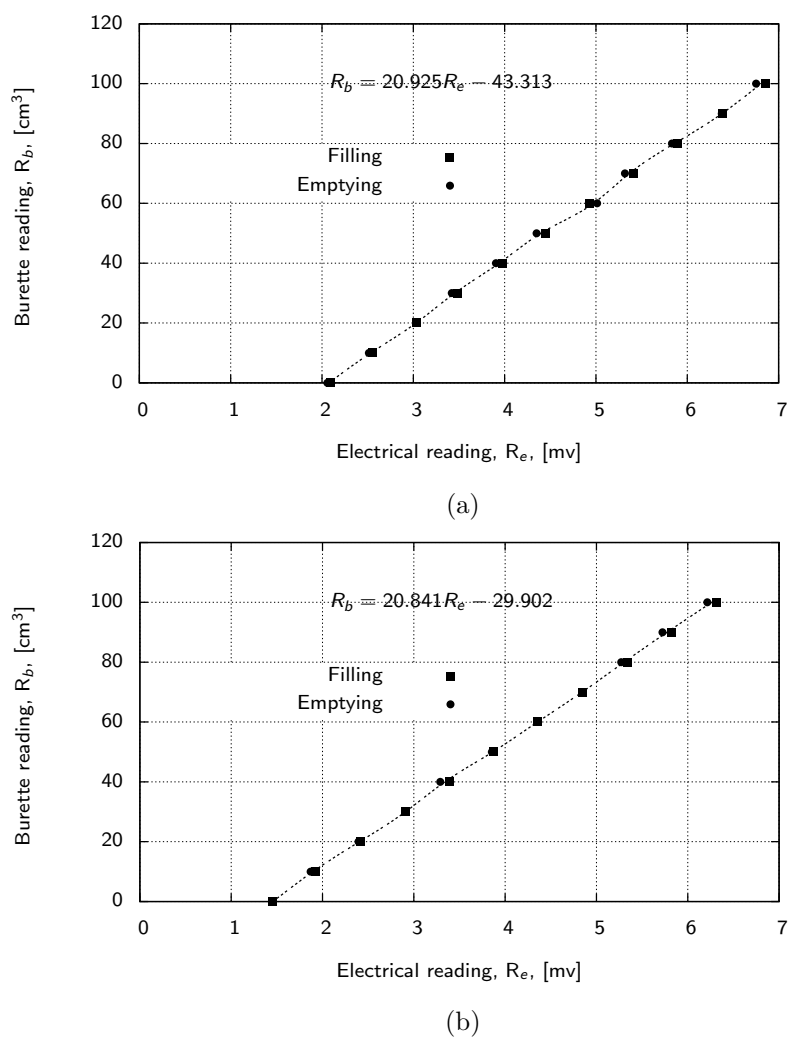 120
100
80
60
40
20
0
Burette reading, R_b, [cm³]
R_b = 20.925R_e − 43.313
Filling
Emptying
0 1 2 3 4 5 6 7
Electrical reading, R_e, [mv]
(a)
120
100
80
60
40
20
0
Burette reading, R_b, [cm³]
R_b = 20.841R_e − 29.902
Filling
Emptying
0 1 2 3 4 5 6 7
Electrical reading, R_e, [mv]
(b)